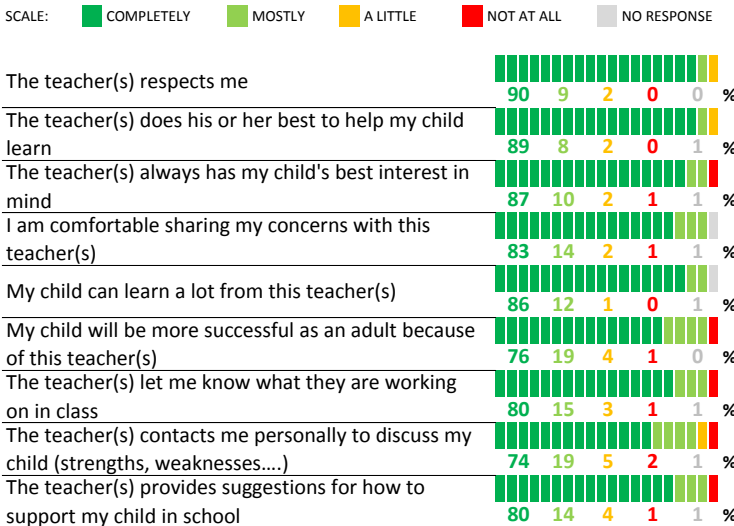 SCALE: COMPLETELY MOSTLY A LITTLE NOT AT ALL NO RESPONSE
The teacher(s) respects me
90 9 2 0 0 %
The teacher(s) does his or her best to help my child
learn
89 8 2 0 1 %
The teacher(s) always has my child's best interest in
mind
87 10 2 1 1 %
I am comfortable sharing my concerns with this
teacher(s)
83 14 2 1 1 %
My child can learn a lot from this teacher(s)
86 12 1 0 1 %
My child will be more successful as an adult because
of this teacher(s)
76 19 4 1 0 %
The teacher(s) let me know what they are working
on in class
80 15 3 1 1 %
The teacher(s) contacts me personally to discuss my
child (strengths, weaknesses....)
74 19 5 2 1 %
The teacher(s) provides suggestions for how to
support my child in school
80 14 4 1 1 %